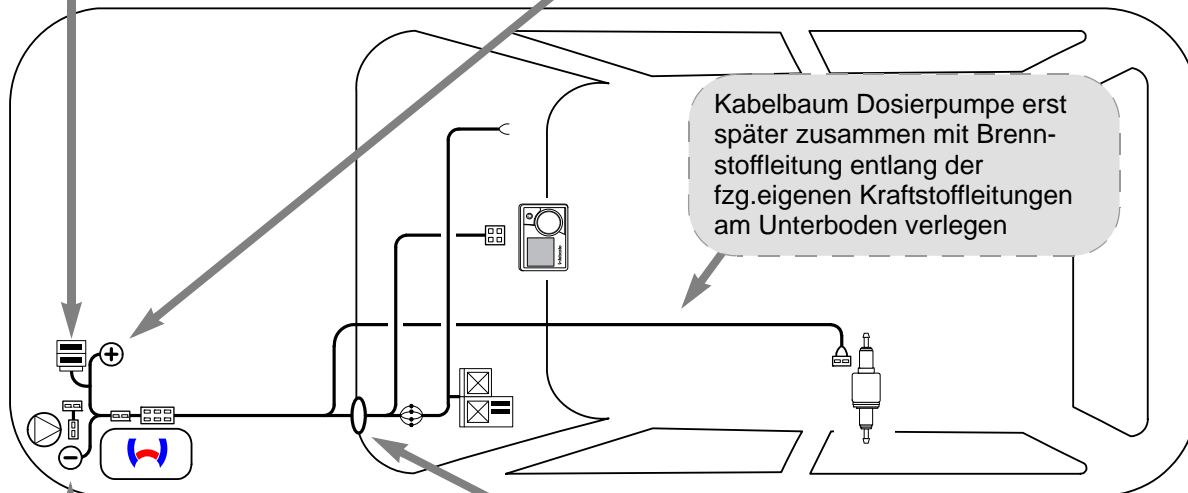 Kabelbaum Dosierpumpe erst
später zusammen mit Brenn-
stoffleitung entlang der
fzg.eigenen Kraftstoffleitungen
am Unterboden verlegen